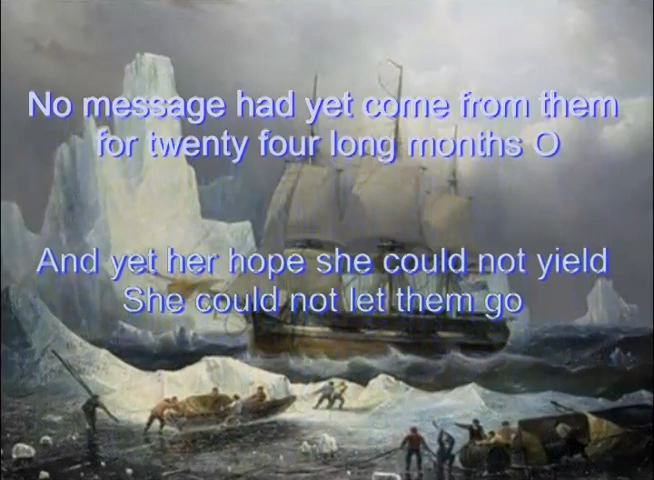 No message had yet come from them
for twenty four long months O
And yet her hope she could not yield
She could not let them go